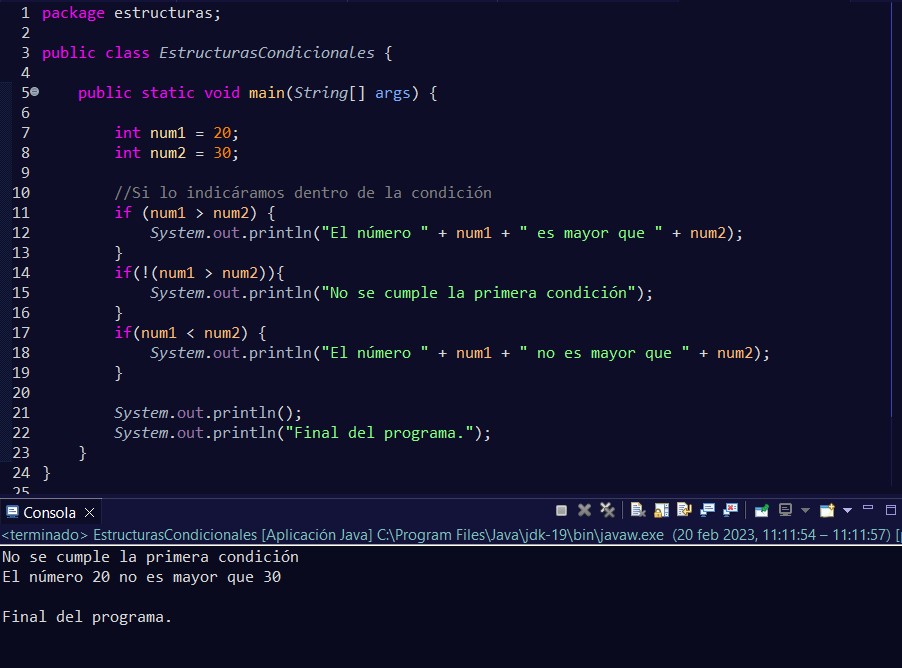 1 package estructuras;
2
3 public class EstructurasCondicionales {
4
5     public static void main(String[] args) {
6
7         int num1 = 20;
8         int num2 = 30;
9
10         //Si lo indicáramos dentro de la condición
11         if (num1 > num2) {
12             System.out.println("El número " + num1 + " es mayor que " + num2);
13         }
14         if(!(num1 > num2)){
15             System.out.println("No se cumple la primera condición");
16         }
17         if(num1 < num2) {
18             System.out.println("El número " + num1 + " no es mayor que " + num2);
19         }
20
21         System.out.println();
22         System.out.println("Final del programa.");
23     }
24 }
25
Consola
<terminado> EstructurasCondicionales [Aplicación Java] C:\Program Files\Java\jdk-19\bin\javaw.exe (20 feb 2023, 11:11:54 – 11:11:57) [
No se cumple la primera condición
El número 20 no es mayor que 30

Final del programa.